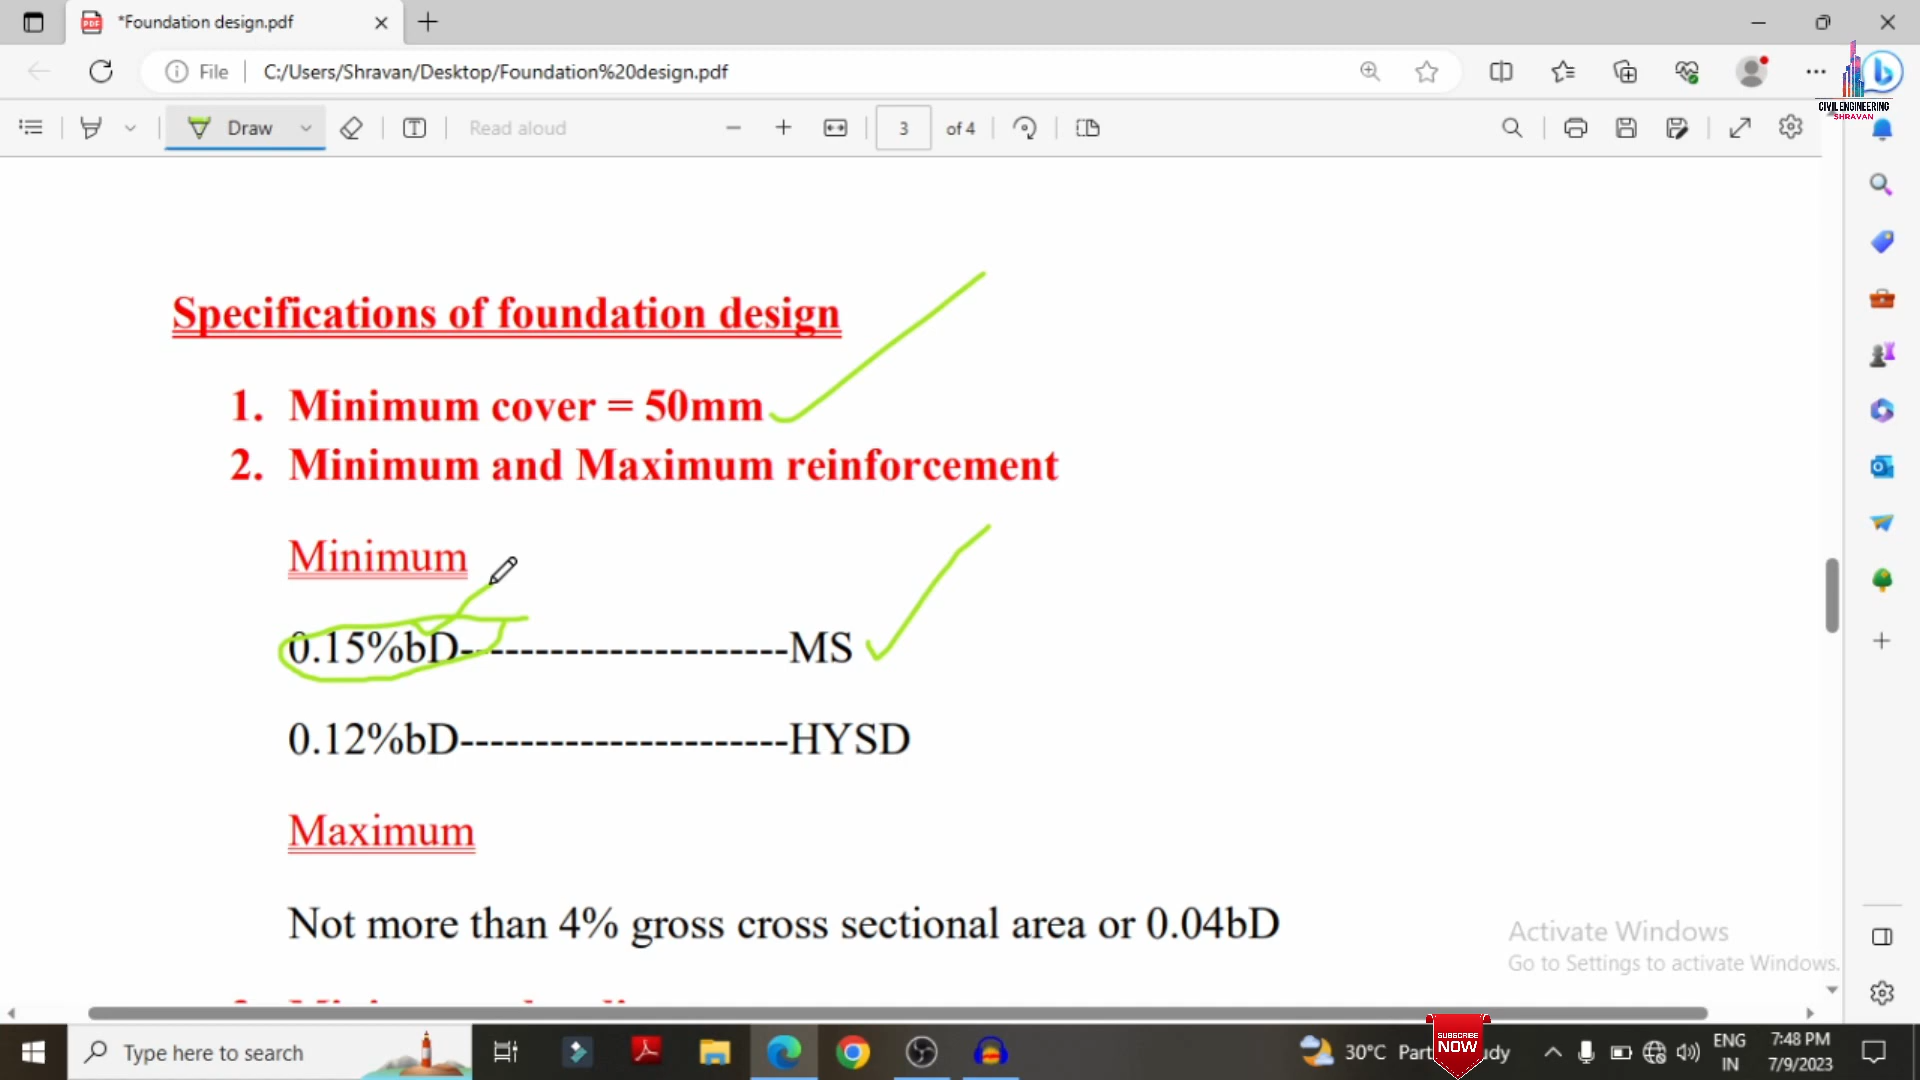 *Foundation design.pdf
File
C:/Users/Shravan/Desktop/Foundation%20design.pdf
CIVIL ENGINEERING
SHRAVAN
Draw
Read aloud
3 of 4
Specifications of foundation design
1. Minimum cover = 50mm
2. Minimum and Maximum reinforcement
Minimum
0.15%bD----------------------MS
0.12%bD----------------------HYSD
Maximum
Not more than 4% gross cross sectional area or 0.04bD
Activate Windows
Go to Settings to activate Windows.
Type here to search
30°C
SUBSCRIBE
NOW
ENG
IN
7:48 PM
7/9/2023